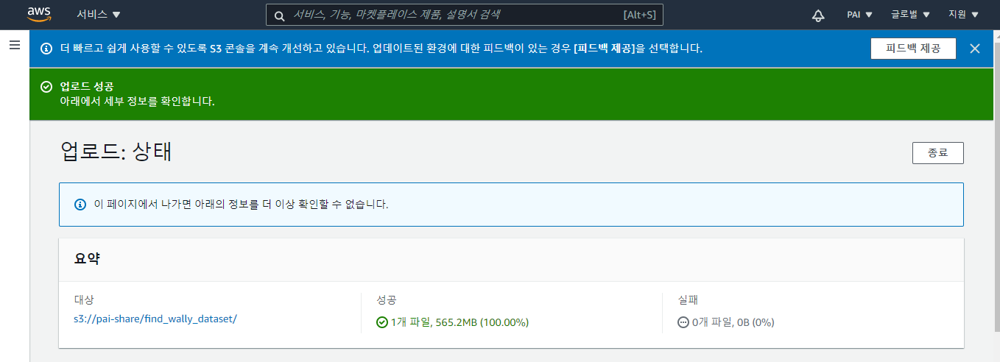 aws
서비스 ▼
서비스, 기능, 마켓플레이스 제품, 설명서 검색 [Alt+S]
PAI ▼
글로벌 ▼
지원 ▼
더 빠르고 쉽게 사용할 수 있도록 S3 콘솔을 계속 개선하고 있습니다. 업데이트된 환경에 대한 피드백이 있는 경우 [피드백 제공]을 선택합니다.
피드백 제공
업로드 성공
아래에서 세부 정보를 확인합니다.
업로드: 상태
종료
이 페이지에서 나가면 아래의 정보를 더 이상 확인할 수 없습니다.
요약
대상
s3://pai-share/find_wally_dataset/
성공
1개 파일, 565.2MB (100.00%)
실패
0개 파일, 0B (0%)